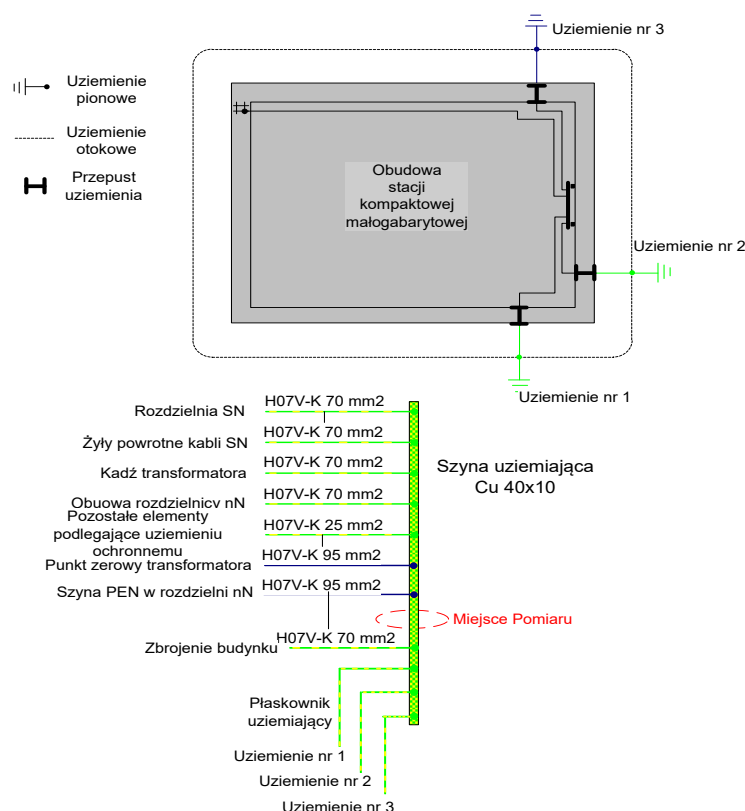 Uziemienie nr 3
Uziemienie
pionowe
Uziemienie
otokowe
Przepust
uziemienia
Obudowa
stacji
kompaktowej
małogabarytowej
Uziemienie nr 2
Uziemienie nr 1
Rozdzielnia SN
H07V-K 70 mm2
Żyły powrotne kabli SN
H07V-K 70 mm2
Kadź transformatora
H07V-K 70 mm2
Obuowa rozdzielnicy nN
H07V-K 70 mm2
Pozostałe elementy
podlegające uziemieniu
ochronnemu
H07V-K 25 mm2
Punkt zerowy transformatora
H07V-K 95 mm2
Szyna PEN w rozdzielni nN
H07V-K 95 mm2
Zbrojenie budynku
H07V-K 70 mm2
Szyna uziemiająca
Cu 40x10
Miejsce Pomiaru
Płaskownik
uziemiający
Uziemienie nr 1
Uziemienie nr 2
Uziemienie nr 3